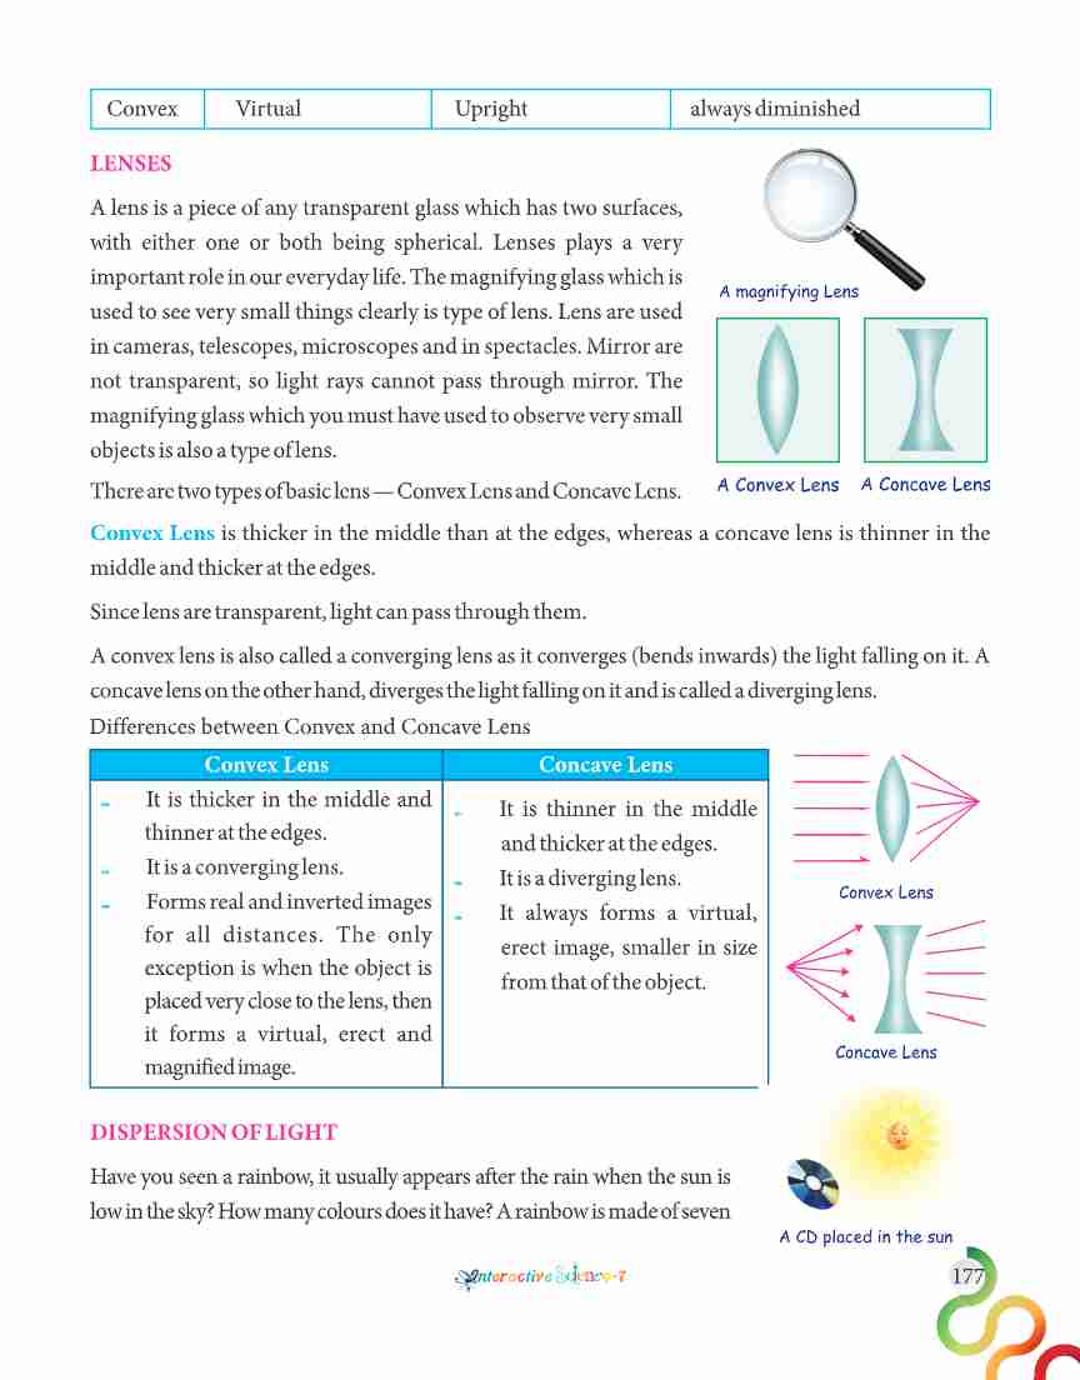 Convex Virtual Upright always diminished
LENSES
A lens is a piece of any transparent glass which has two surfaces,
with either one or both being spherical. Lenses plays a very
important role in our everyday life. The magnifying glass which is
used to see very small things clearly is type of lens. Lens are used
in cameras, telescopes, microscopes and in spectacles. Mirror are
not transparent, so light rays cannot pass through mirror. The
magnifying glass which you must have used to observe very small
objects is also a type of lens.
There are two types of basic lens — Convex Lens and Concave Lens.
A magnifying Lens
A Convex Lens
A Concave Lens
Convex Lens is thicker in the middle than at the edges, whereas a concave lens is thinner in the
middle and thicker at the edges.
Since lens are transparent, light can pass through them.
A convex lens is also called a converging lens as it converges (bends inwards) the light falling on it. A
concave lens on the other hand, diverges the light falling on it and is called a diverging lens.
Differences between Convex and Concave Lens
Convex Lens
It is thicker in the middle and
thinner at the edges.
It is a converging lens.
Forms real and inverted images
for all distances. The only
exception is when the object is
placed very close to the lens, then
it forms a virtual, erect and
magnified image.
Concave Lens
It is thinner in the middle
and thicker at the edges.
It is a diverging lens.
It always forms a virtual,
erect image, smaller in size
from that of the object.
Convex Lens
Concave Lens
DISPERSION OF LIGHT
Have you seen a rainbow, it usually appears after the rain when the sun is
low in the sky? How many colours does it have? A rainbow is made of seven
A CD placed in the sun
Interactive Science-7
177